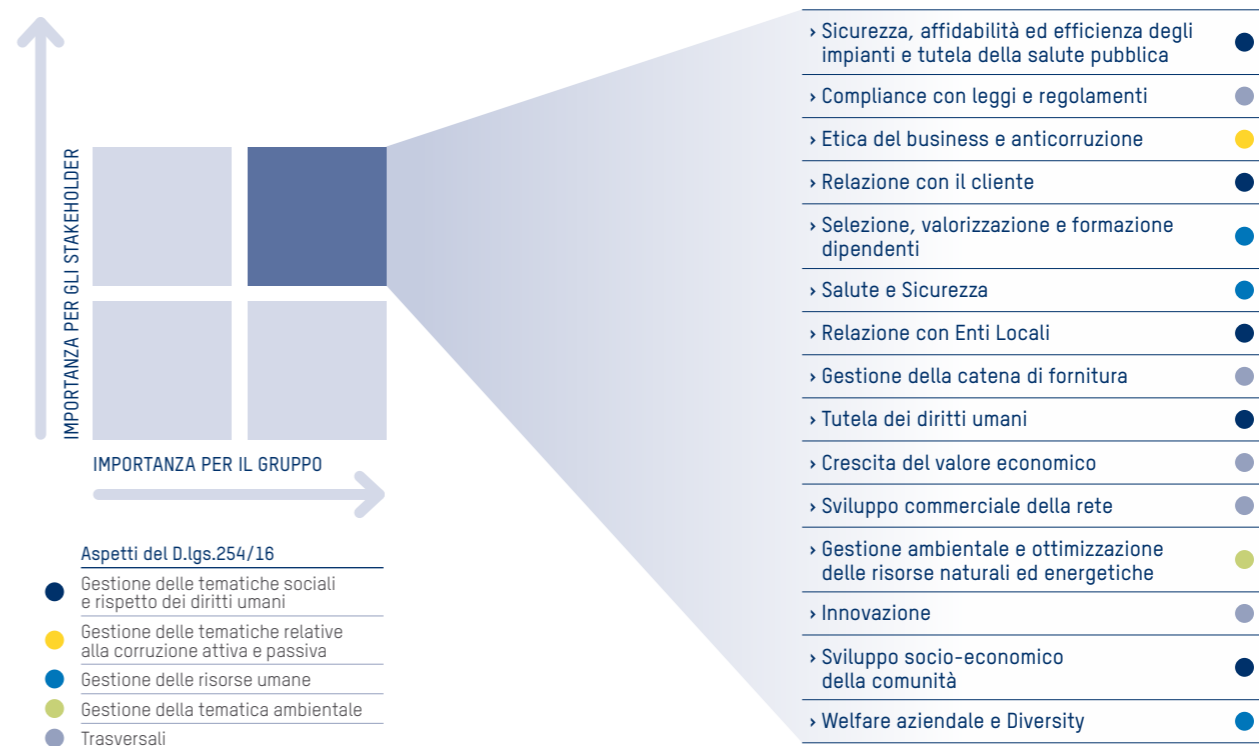 IMPORTANZA PER GLI STAKEHOLDER
IMPORTANZA PER IL GRUPPO
Aspetti del D.lgs.254/16
Gestione delle tematiche sociali
e rispetto dei diritti umani
Gestione delle tematiche relative
alla corruzione attiva e passiva
Gestione delle risorse umane
Gestione della tematica ambientale
Trasversali
› Sicurezza, affidabilità ed efficienza degli
impianti e tutela della salute pubblica
› Compliance con leggi e regolamenti
› Etica del business e anticorruzione
› Relazione con il cliente
› Selezione, valorizzazione e formazione
dipendenti
› Salute e Sicurezza
› Relazione con Enti Locali
› Gestione della catena di fornitura
› Tutela dei diritti umani
› Crescita del valore economico
› Sviluppo commerciale della rete
› Gestione ambientale e ottimizzazione
delle risorse naturali ed energetiche
› Innovazione
› Sviluppo socio-economico
della comunità
› Welfare aziendale e Diversity